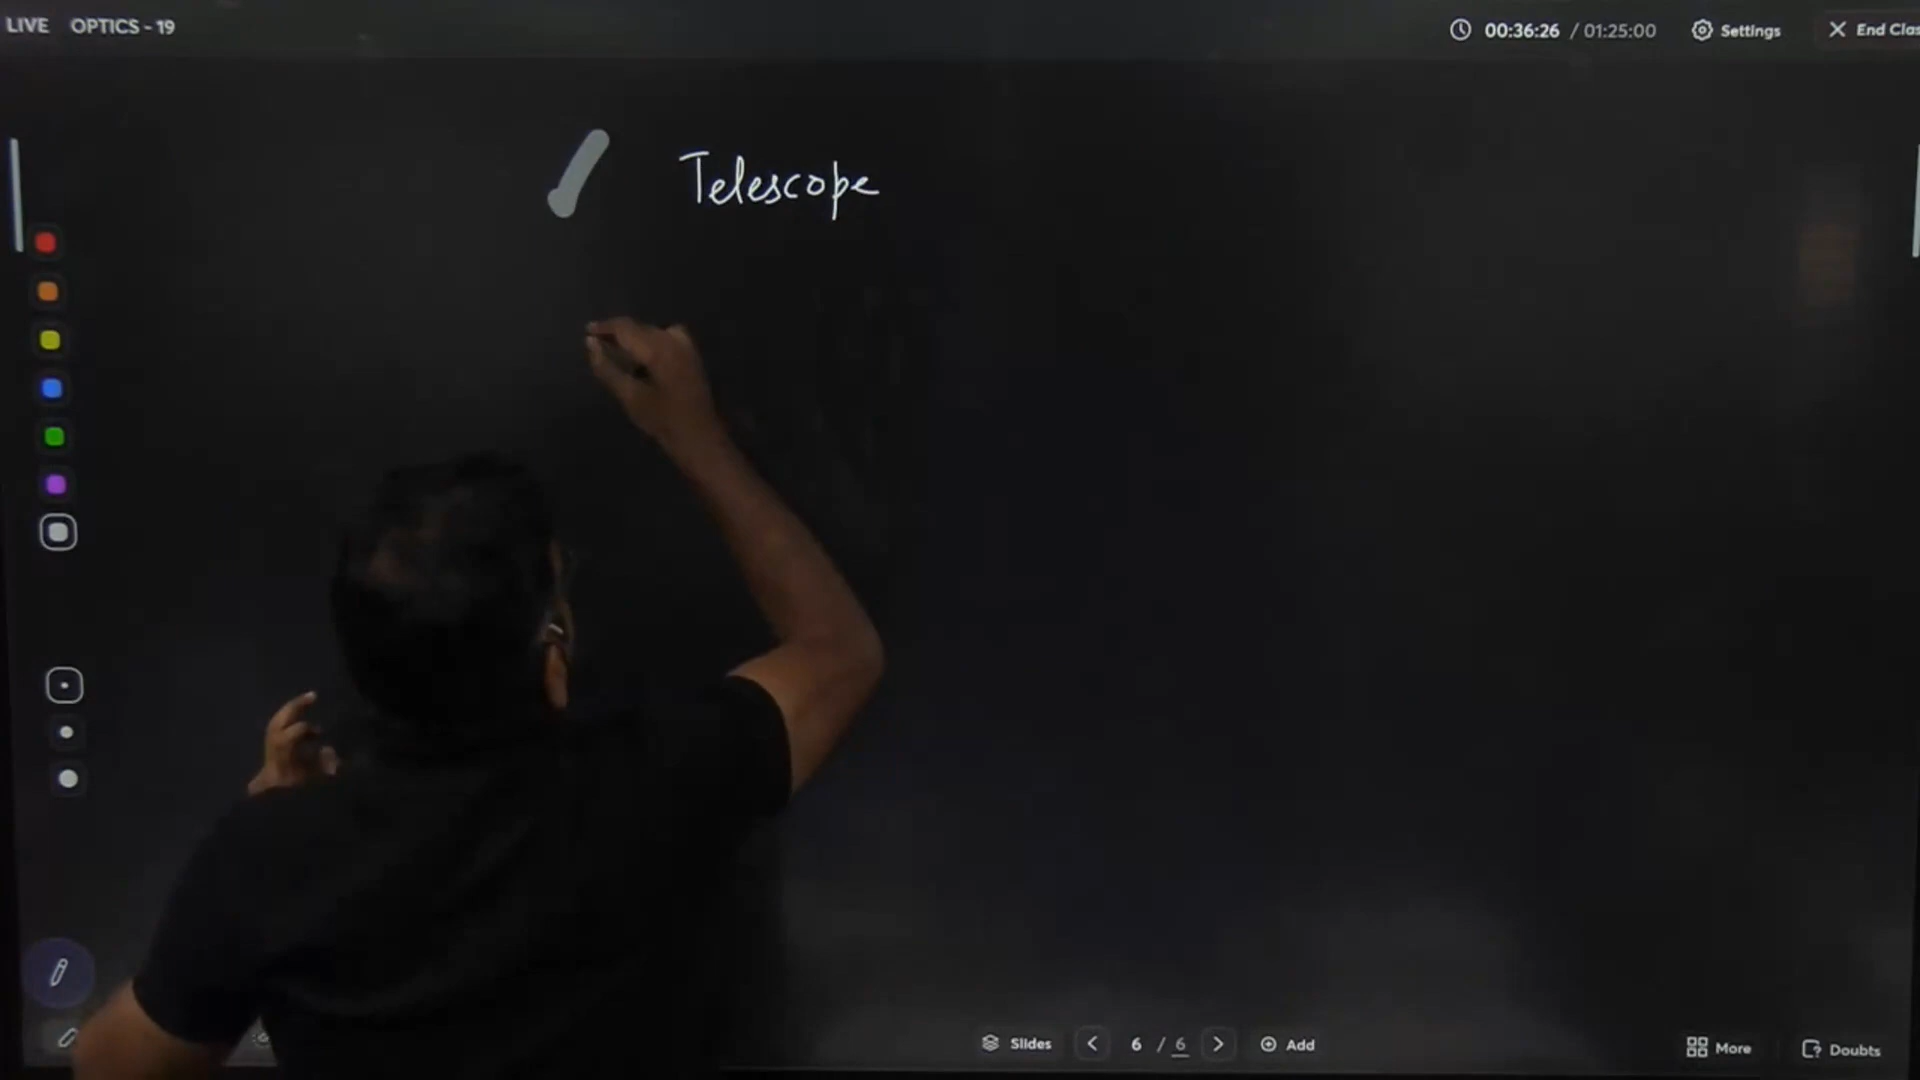 LIVE OPTICS - 19
00:36:26 / 01:25:00
Settings
End Clas
Telescope
Slides
6 / 6
Add
More
Doubts